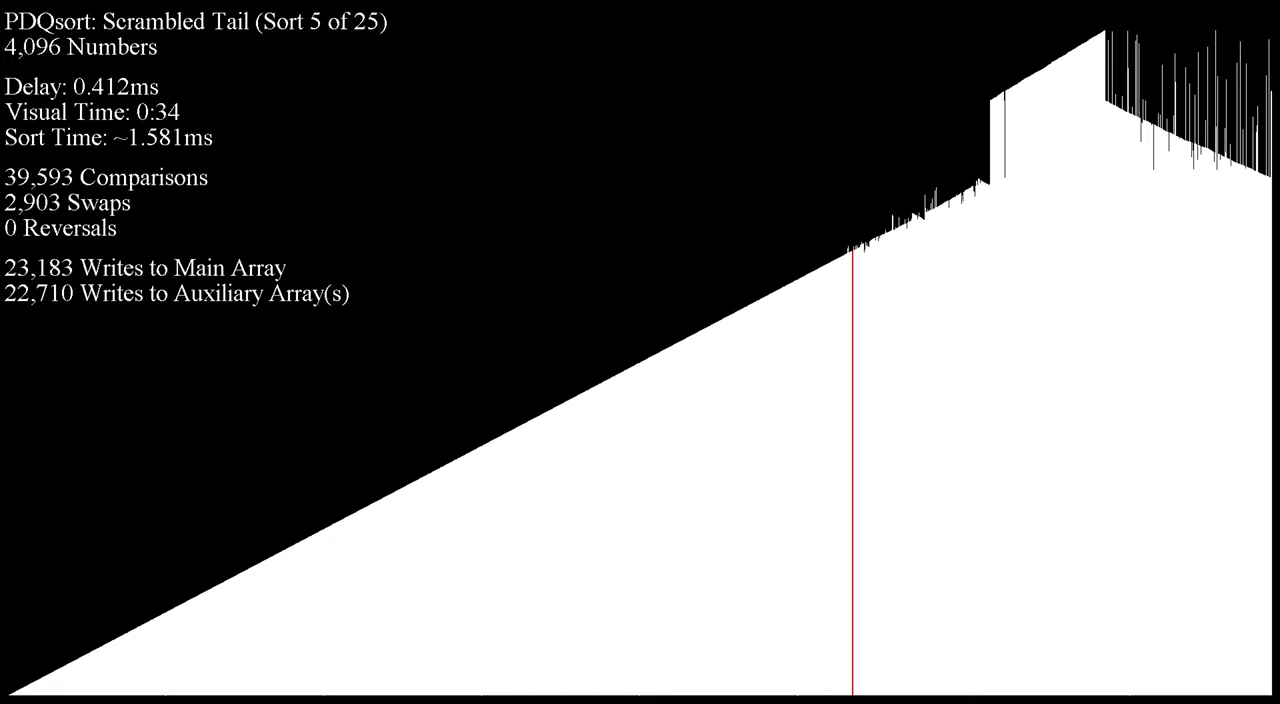 PDQsort: Scrambled Tail (Sort 5 of 25)
4,096 Numbers
Delay: 0.412ms
Visual Time: 0:34
Sort Time: ~1.581ms
39,593 Comparisons
2,903 Swaps
0 Reversals
23,183 Writes to Main Array
22,710 Writes to Auxiliary Array(s)